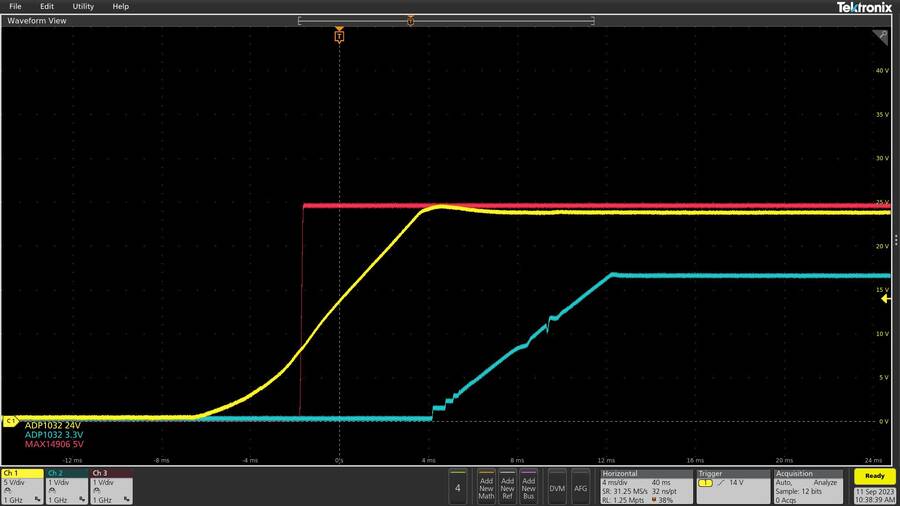 File Edit Utility Help
Tektronix
Waveform View
T
T
40 V
35 V
30 V
25 V
20 V
15 V
10 V
5 V
0 V
C 1
ADP1032 24V
ADP1032 3.3V
MAX14906 5V
-12 ms -8 ms -4 ms 0 s 4 ms 8 ms 12 ms 16 ms 20 ms 24 ms
Ch 1
5 V/div
1 GHz
Ch 2
1 V/div
1 GHz
Ch 3
1 V/div
1 GHz
4
Add New Math
Add New Ref
Add New Bus
DVM
AFG
Horizontal
4 ms/div 40 ms
SR: 31.25 MS/s 32 ns/pt
RL: 1.25 Mpts 38%
Trigger
1 14 V
Acquisition
Auto, Analyze
Sample: 12 bits
0 Acqs
Ready
11 Sep 2023
10:38:39 AM